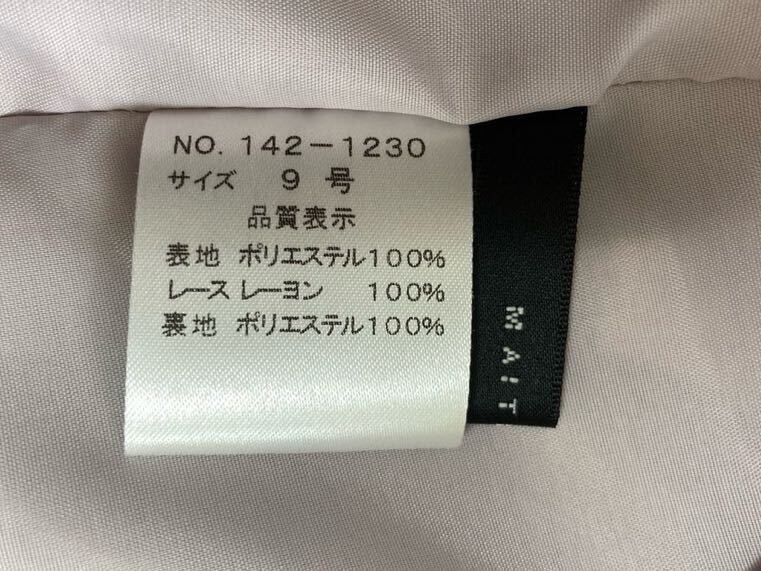 NO. 142-1230
サイズ 9 号
品質表示
表地 ポリエステル100%
レース レーヨン 100%
裏地 ポリエステル100%
WA!T